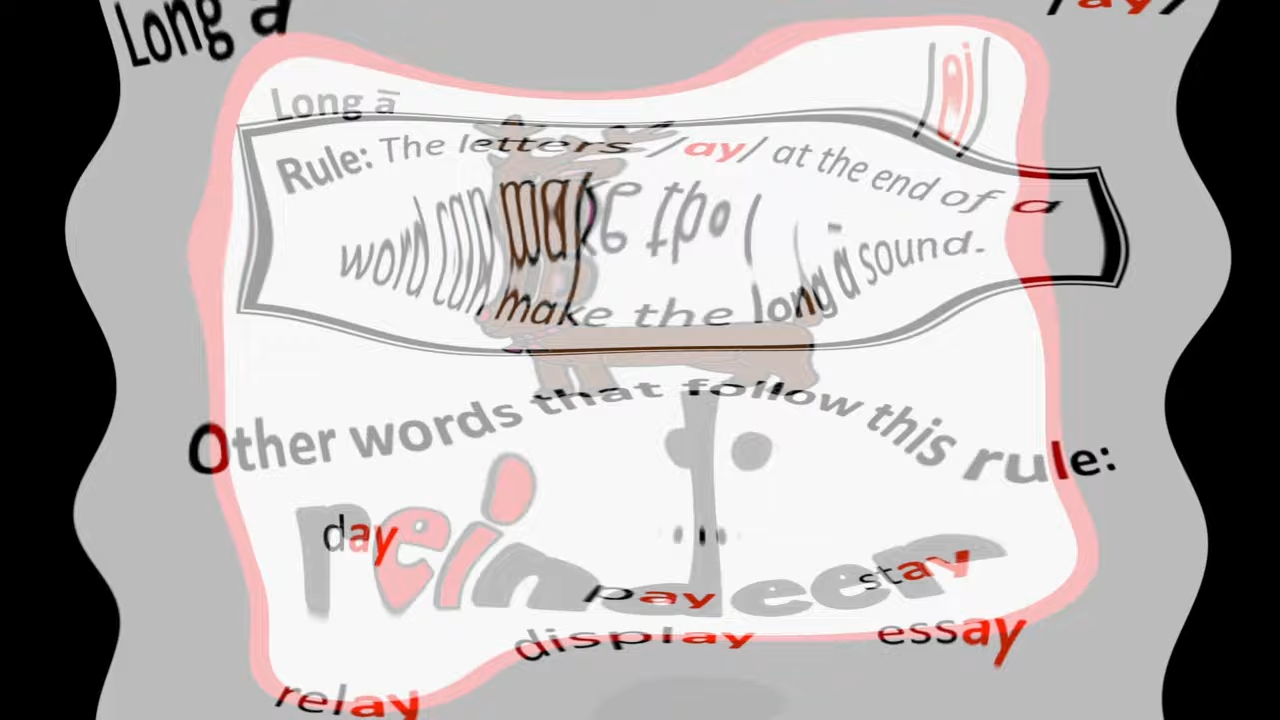 Long ā
/ay/
Long ā
/ei/
Rule: The letters /ay/ at the end of a
word can make the
make the long ā sound.
Other words that follow this rule:
reindeer
day
pay
stay
display
essay
relay